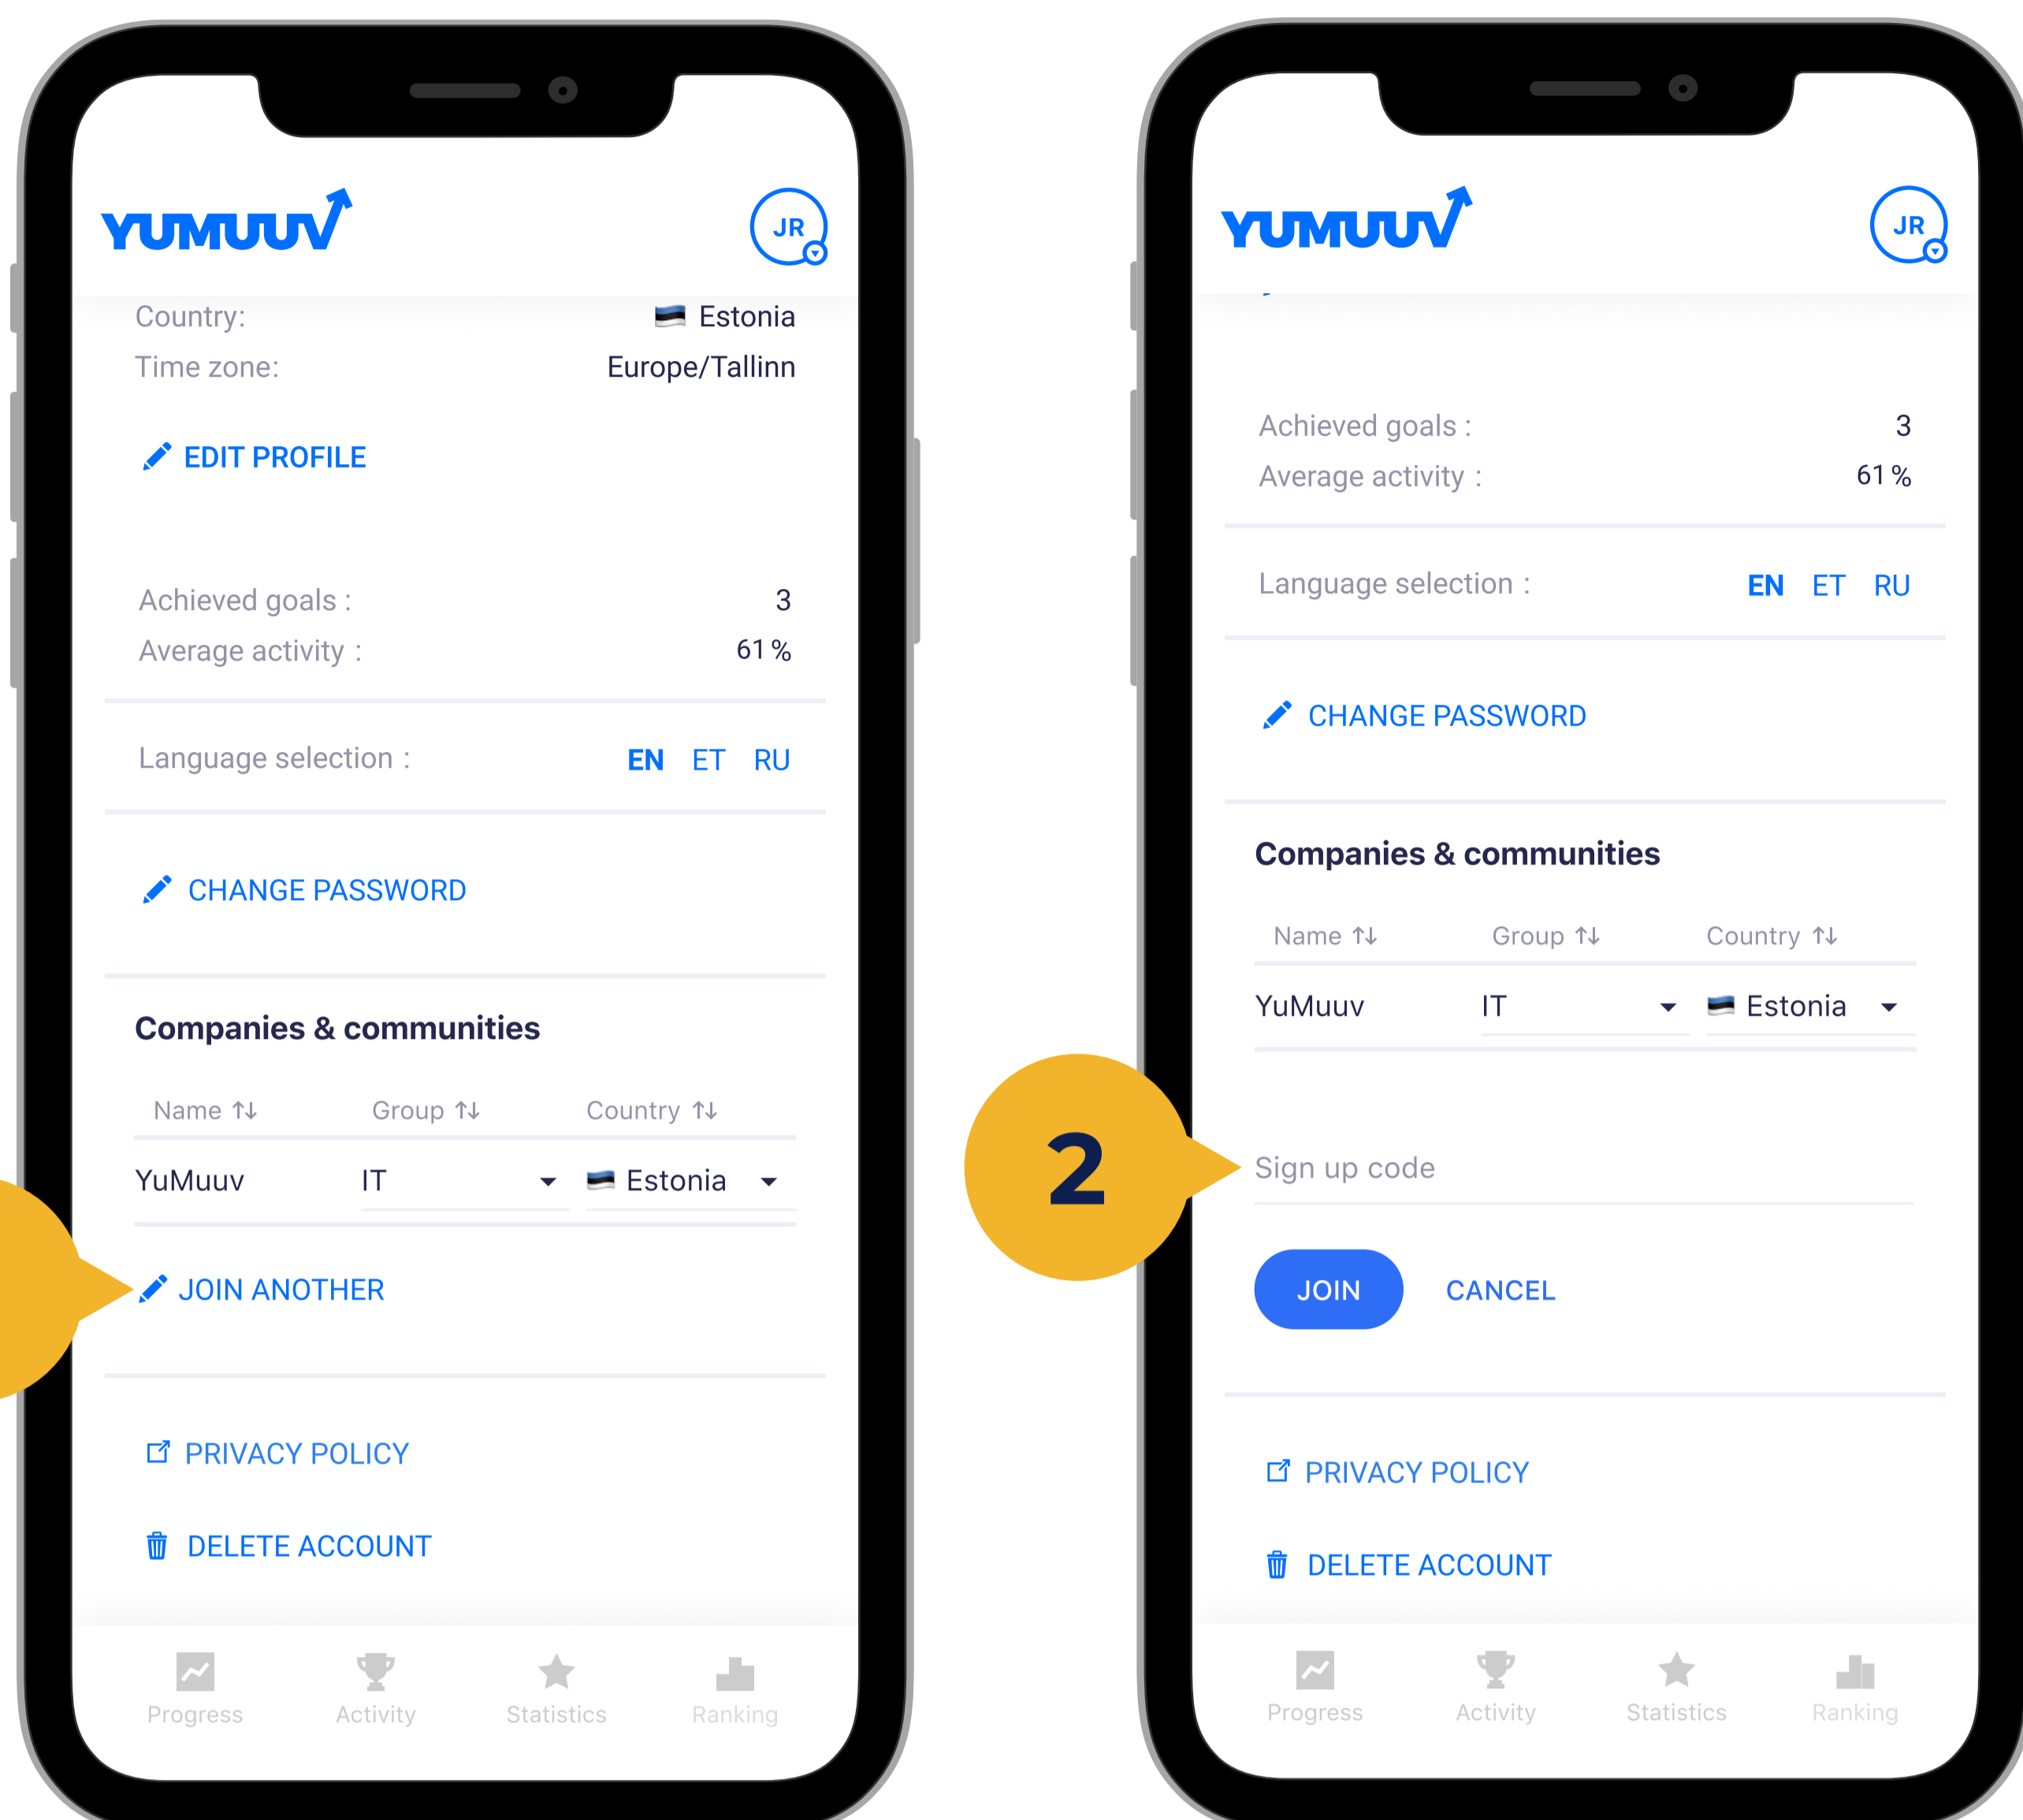 YUMUUV
JR
Country: Estonia
Time zone: Europe/Tallinn
EDIT PROFILE
Achieved goals : 3
Average activity : 61 %
Language selection : EN ET RU
CHANGE PASSWORD
Companies & communities
Name Group Country
YuMuuv IT Estonia
JOIN ANOTHER
PRIVACY POLICY
DELETE ACCOUNT
Progress Activity Statistics Ranking
2
YUMUUV
JR
Achieved goals : 3
Average activity : 61 %
Language selection : EN ET RU
CHANGE PASSWORD
Companies & communities
Name Group Country
YuMuuv IT Estonia
Sign up code
JOIN CANCEL
PRIVACY POLICY
DELETE ACCOUNT
Progress Activity Statistics Ranking